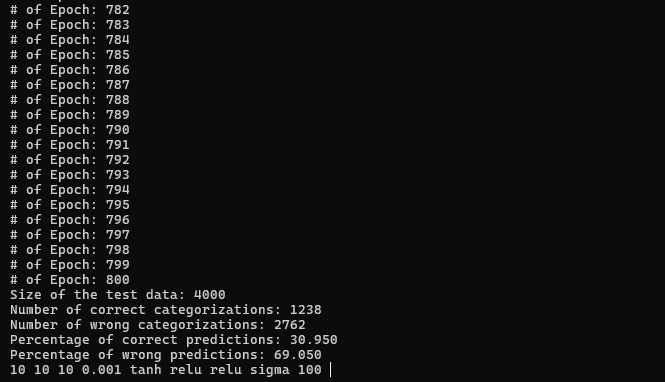 # of Epoch: 782
# of Epoch: 783
# of Epoch: 784
# of Epoch: 785
# of Epoch: 786
# of Epoch: 787
# of Epoch: 788
# of Epoch: 789
# of Epoch: 790
# of Epoch: 791
# of Epoch: 792
# of Epoch: 793
# of Epoch: 794
# of Epoch: 795
# of Epoch: 796
# of Epoch: 797
# of Epoch: 798
# of Epoch: 799
# of Epoch: 800
Size of the test data: 4000
Number of correct categorizations: 1238
Number of wrong categorizations: 2762
Percentage of correct predictions: 30.950
Percentage of wrong predictions: 69.050
10 10 10 0.001 tanh relu relu sigma 100